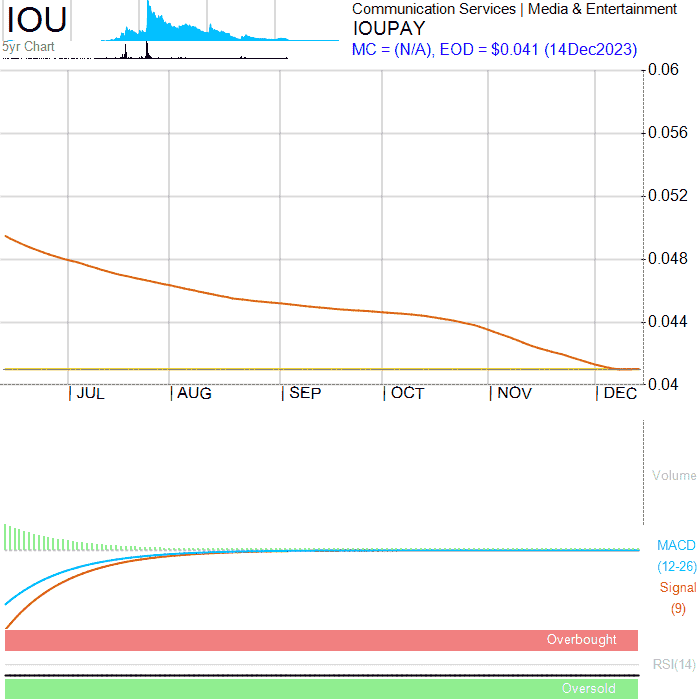 IOU
5yr Chart
Communication Services | Media & Entertainment
IOUPAY
MC = (N/A), EOD = $0.041 (14Dec2023)
0.06
0.056
0.052
0.048
0.044
0.04
| JUL | AUG | SEP | OCT | NOV | DEC
Volume
MACD
(12-26)
Signal
(9)
Overbought
RSI(14)
Oversold